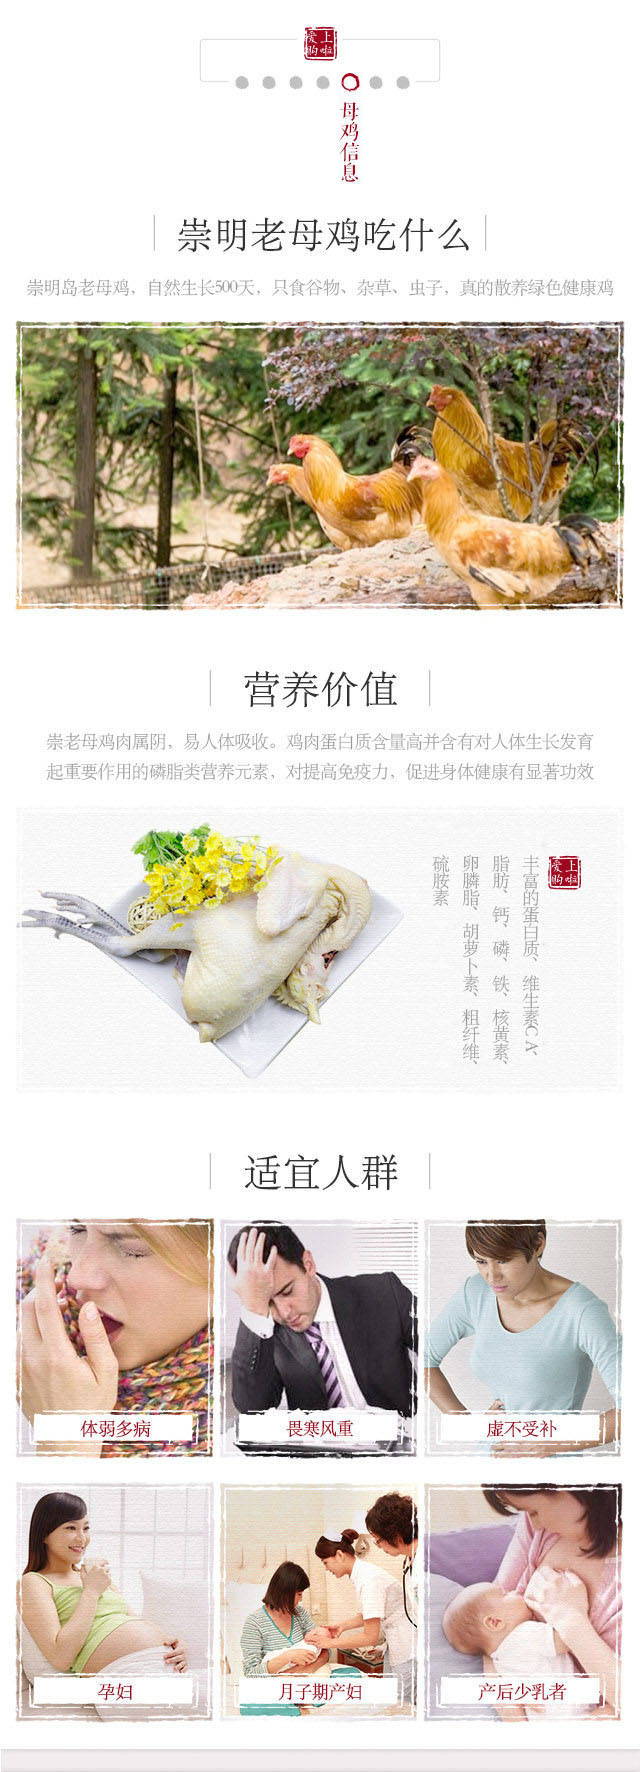 爱上
购啦
母鸡信息
崇明老母鸡吃什么
崇明岛老母鸡，自然生长500天，只食谷物、杂草、虫子，真的散养绿色健康鸡
营养价值
崇老母鸡肉属阴，易人体吸收。鸡肉蛋白质含量高并含有对人体生长发育
起重要作用的磷脂类营养元素，对提高免疫力，促进身体健康有显著功效
爱上
购啦
丰富的蛋白质、维生素C A、
脂肪、钙、磷、铁、核黄素、
卵膦脂、胡萝卜素、粗纤维、
硫胺素
适宜人群
体弱多病
畏寒风重
虚不受补
孕妇
月子期产妇
产后少乳者